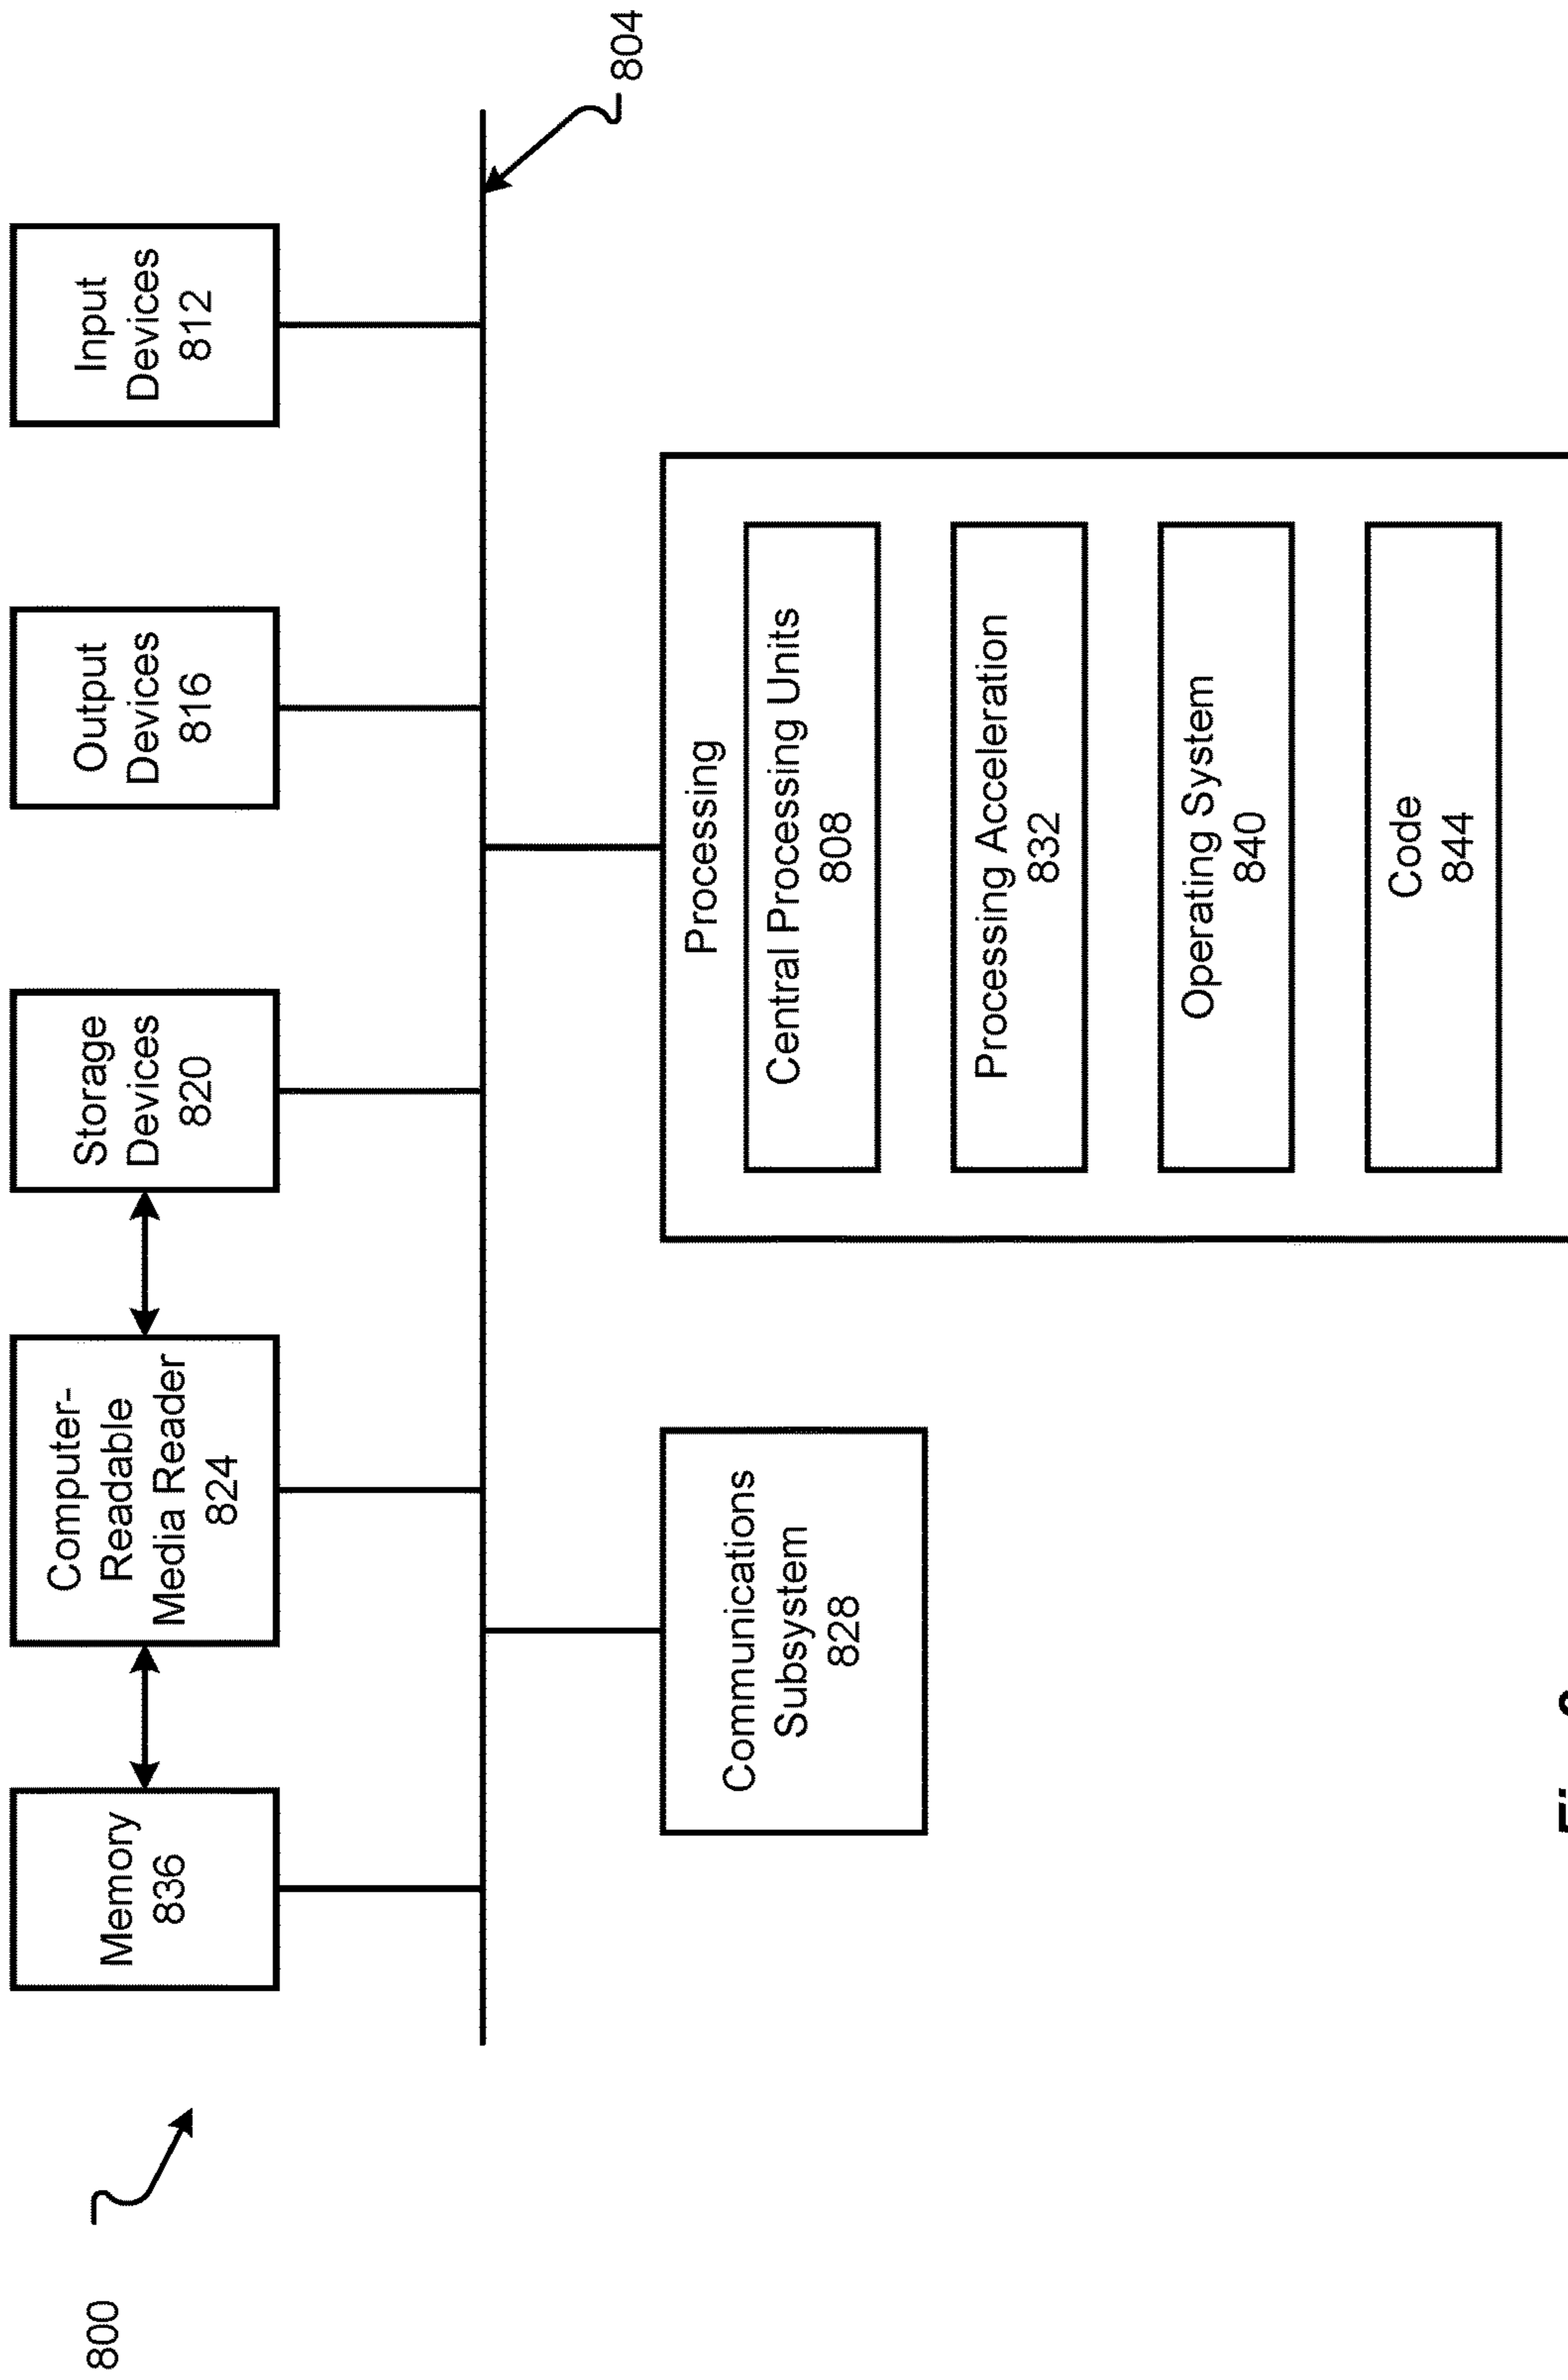 800
Memory
836
Computer-
Readable
Media Reader
824
Storage
Devices
820
Output
Devices
816
Input
Devices
812
804
Communications
Subsystem
828
Processing
Central Processing Units
808
Processing Acceleration
832
Operating System
840
Code
844